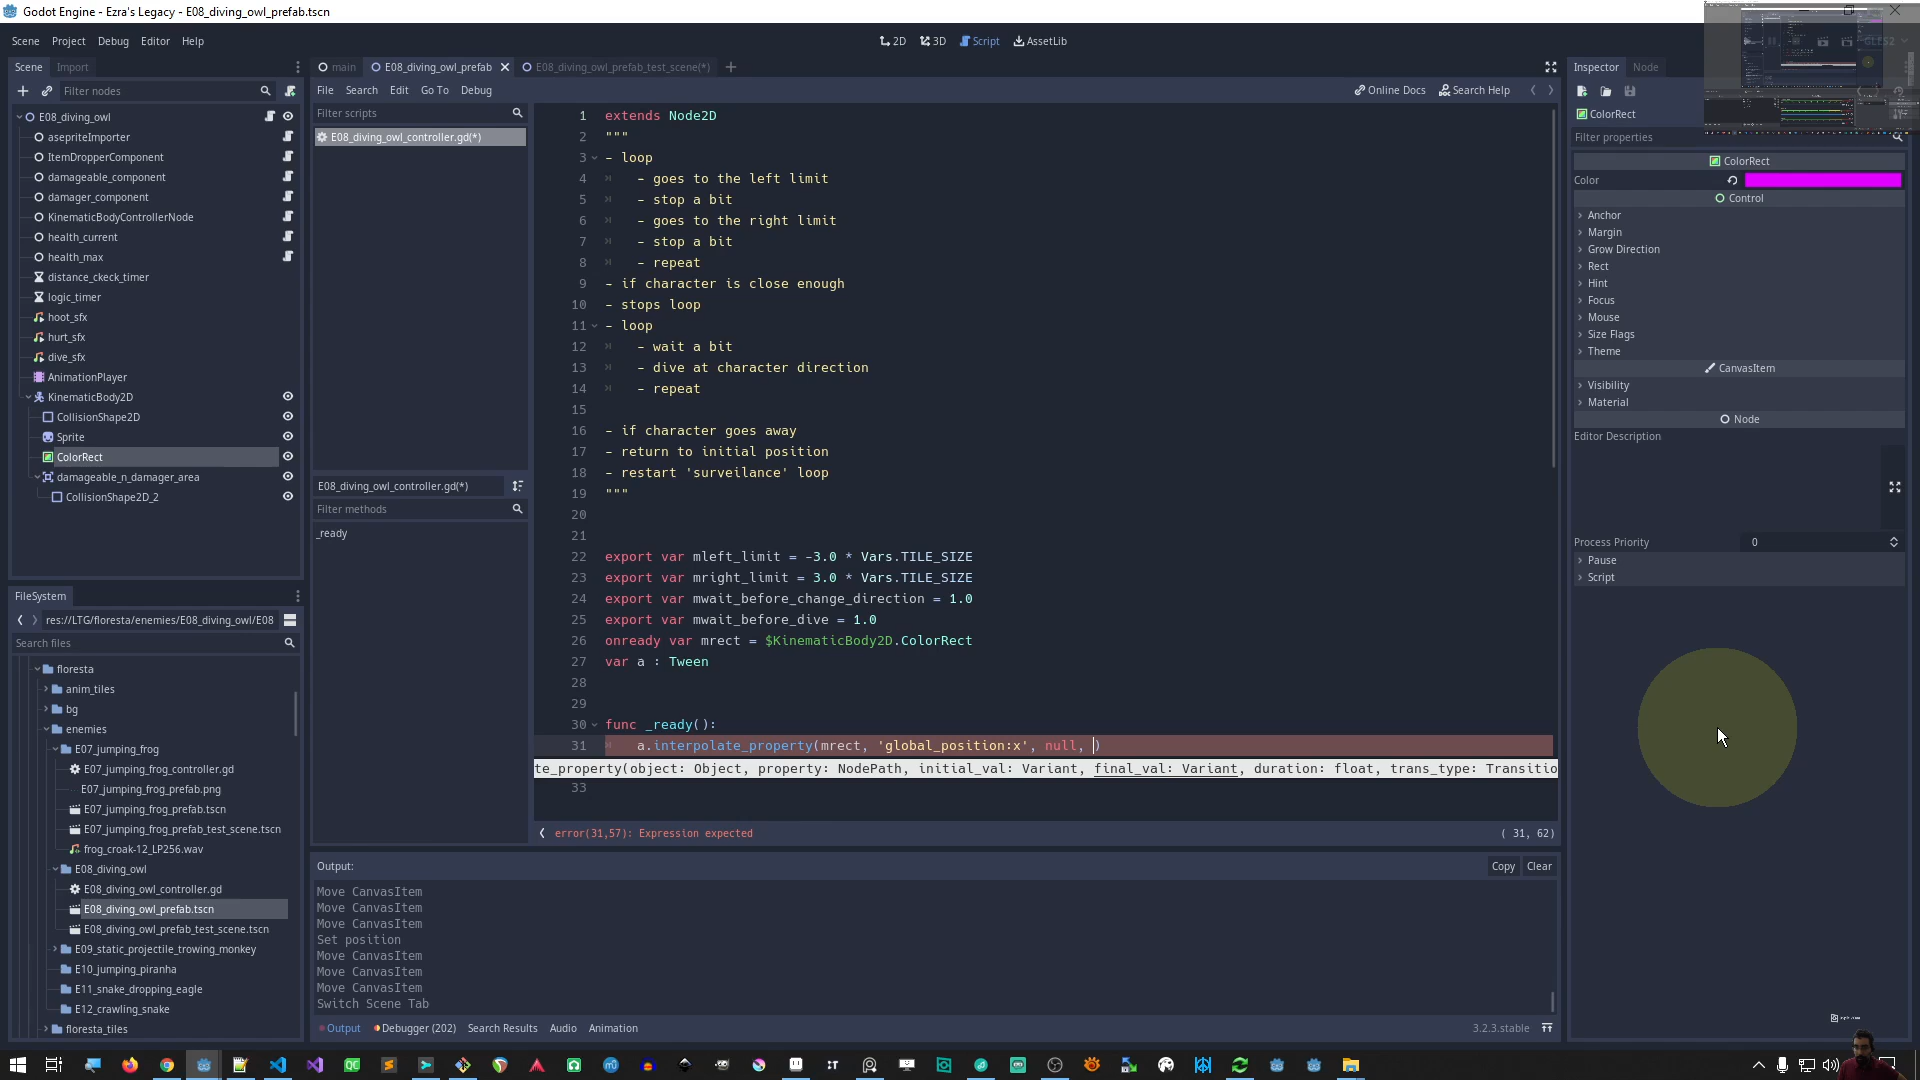 Godot Engine - Ezra's Legacy - E08_diving_owl_prefab.tscn
Scene Project Debug Editor Help
2D 3D Script AssetLib
GLES2
Scene Import
Filter nodes
E08_diving_owl
asepriteImporter
ItemDropperComponent
damageable_component
damager_component
KinematicBodyControllerNode
health_current
health_max
distance_ckeck_timer
logic_timer
hoot_sfx
hurt_sfx
dive_sfx
AnimationPlayer
KinematicBody2D
CollisionShape2D
Sprite
ColorRect
damageable_n_damager_area
CollisionShape2D_2
FileSystem
res://LTG/floresta/enemies/E08_diving_owl/E08
Search files
floresta
anim_tiles
bg
enemies
E07_jumping_frog
E07_jumping_frog_controller.gd
E07_jumping_frog_prefab.png
E07_jumping_frog_prefab.tscn
E07_jumping_frog_prefab_test_scene.tscn
frog_croak-12_LP256.wav
E08_diving_owl
E08_diving_owl_controller.gd
E08_diving_owl_prefab.tscn
E08_diving_owl_prefab_test_scene.tscn
E09_static_projectile_trowing_monkey
E10_jumping_piranha
E11_snake_dropping_eagle
E12_crawling_snake
floresta_tiles
main E08_diving_owl_prefab E08_diving_owl_prefab_test_scene(*)
File Search Edit Go To Debug
Online Docs Search Help
Filter scripts
E08_diving_owl_controller.gd(*)
E08_diving_owl_controller.gd(*)
Filter methods
_ready
1 extends Node2D
2 """
3 - loop
4 - goes to the left limit
5 - stop a bit
6 - goes to the right limit
7 - stop a bit
8 - repeat
9 - if character is close enough
10 - stops loop
11 - loop
12 - wait a bit
13 - dive at character direction
14 - repeat
15
16 - if character goes away
17 - return to initial position
18 - restart 'surveilance' loop
19 """
20
21
22 export var mleft_limit = -3.0 * Vars.TILE_SIZE
23 export var mright_limit = 3.0 * Vars.TILE_SIZE
24 export var mwait_before_change_direction = 1.0
25 export var mwait_before_dive = 1.0
26 onready var mrect = $KinematicBody2D.ColorRect
27 var a : Tween
28
29
30 func _ready():
31 a.interpolate_property(mrect, 'global_position:x', null, )
te_property(object: Object, property: NodePath, initial_val: Variant, final_val: Variant, duration: float, trans_type: Transitio
33
error(31,57): Expression expected
( 31, 62)
Output:
Copy Clear
Move CanvasItem
Move CanvasItem
Move CanvasItem
Set position
Move CanvasItem
Move CanvasItem
Move CanvasItem
Switch Scene Tab
Output Debugger (202) Search Results Audio Animation
3.2.3.stable
Inspector Node
ColorRect
Filter properties
ColorRect
Color
Control
Anchor
Margin
Grow Direction
Rect
Hint
Focus
Mouse
Size Flags
Theme
CanvasItem
Visibility
Material
Node
Editor Description
Process Priority 0
Pause
Script